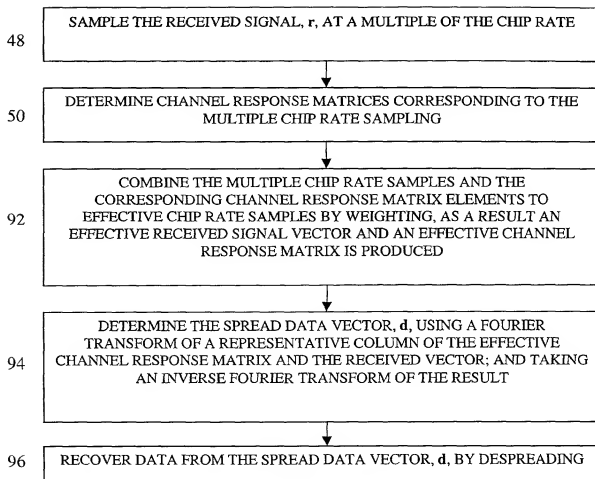 48
SAMPLE THE RECEIVED SIGNAL, r, AT A MULTIPLE OF THE CHIP RATE
50
DETERMINE CHANNEL RESPONSE MATRICES CORRESPONDING TO THE
MULTIPLE CHIP RATE SAMPLING
92
COMBINE THE MULTIPLE CHIP RATE SAMPLES AND THE
CORRESPONDING CHANNEL RESPONSE MATRIX ELEMENTS TO
EFFECTIVE CHIP RATE SAMPLES BY WEIGHTING, AS A RESULT AN
EFFECTIVE RECEIVED SIGNAL VECTOR AND AN EFFECTIVE CHANNEL
RESPONSE MATRIX IS PRODUCED
94
DETERMINE THE SPREAD DATA VECTOR, d, USING A FOURIER
TRANSFORM OF A REPRESENTATIVE COLUMN OF THE EFFECTIVE
CHANNEL RESPONSE MATRIX AND THE RECEIVED VECTOR; AND TAKING
AN INVERSE FOURIER TRANSFORM OF THE RESULT
96
RECOVER DATA FROM THE SPREAD DATA VECTOR, d, BY DESPREADING